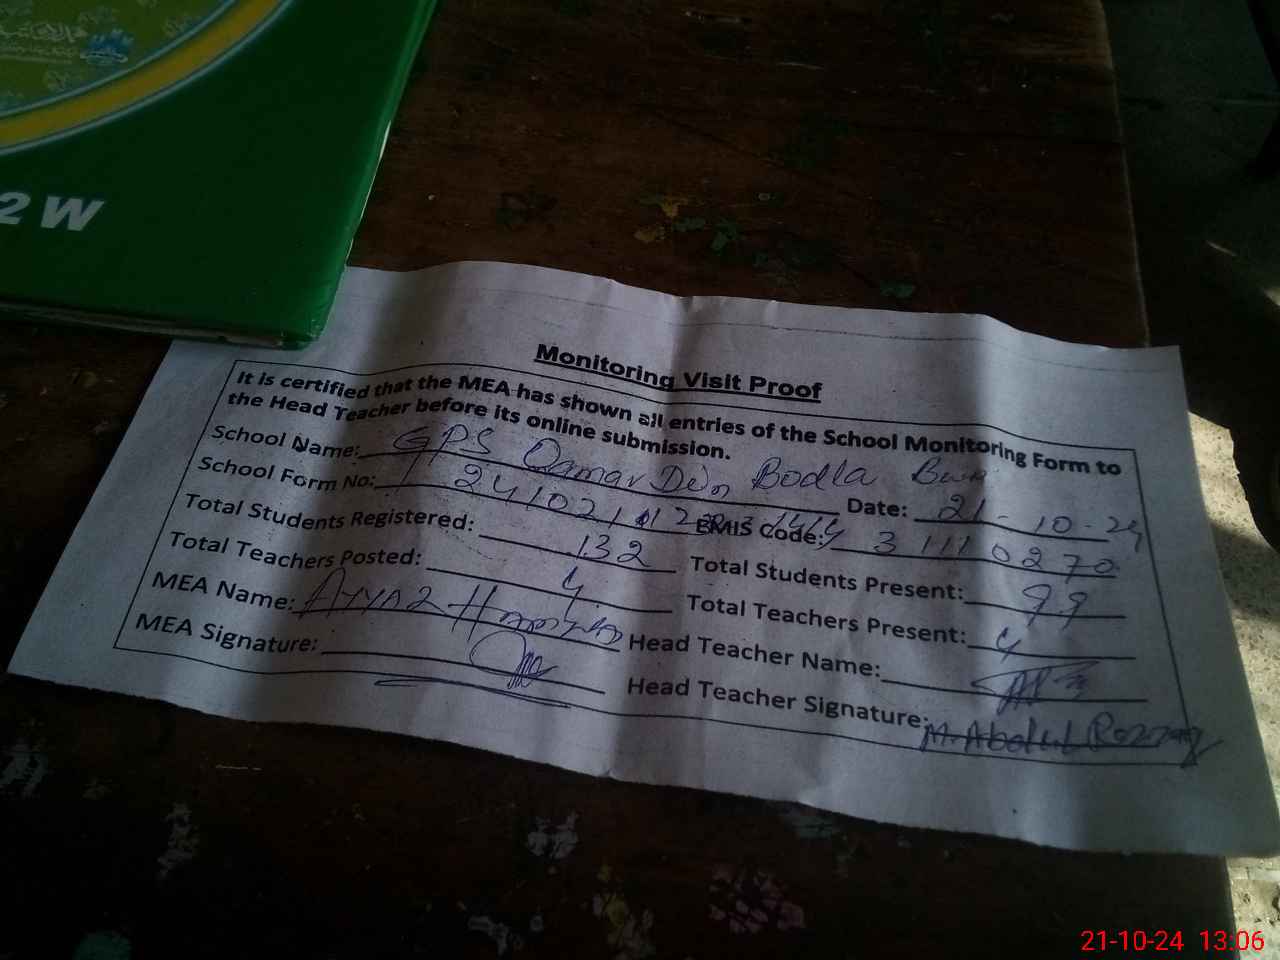 2 W
Monitoring Visit Proof
It is certified that the MEA has shown all entries of the School Monitoring Form to
the Head Teacher before its online submission.
School Name: GPS Qamar Din Bodla Date: 21-10-24
School Form No: EMIS Code: 31110270
Total Students Registered: 132 Total Students Present: 99
Total Teachers Posted: 4 Total Teachers Present: 4
MEA Name: Head Teacher Name:
MEA Signature: Head Teacher Signature: M. Abdul
21-10-24 13:06